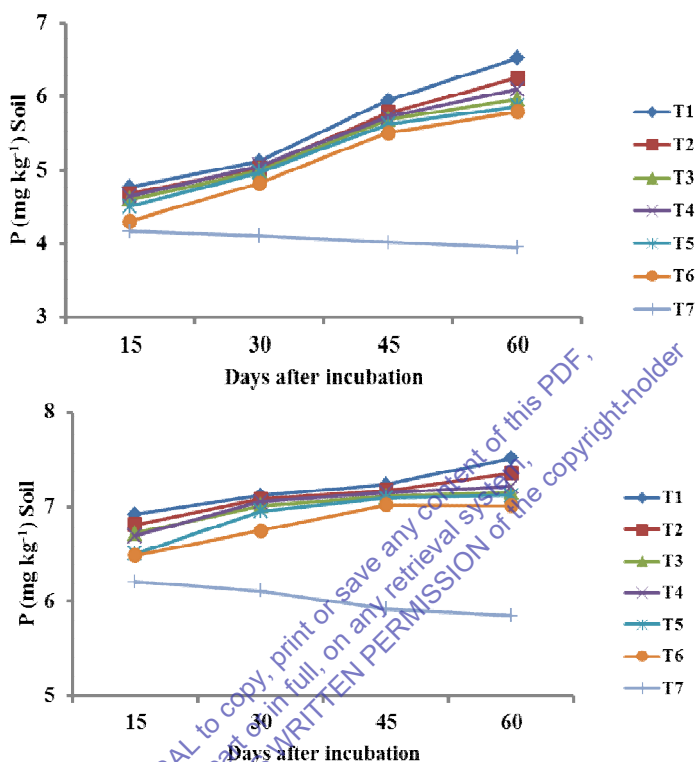 7
6
5
4
3
P (mg kg⁻¹) Soil
15 30 45 60
Days after incubation
T1
T2
T3
T4
T5
T6
T7
8
7
6
5
P (mg kg⁻¹) Soil
15 30 45 60
Days after incubation
T1
T2
T3
T4
T5
T6
T7
AL to copy, print or save any content of this PDF,
part or in full, on any retrieval system,
WRITTEN PERMISSION of the copyright-holder